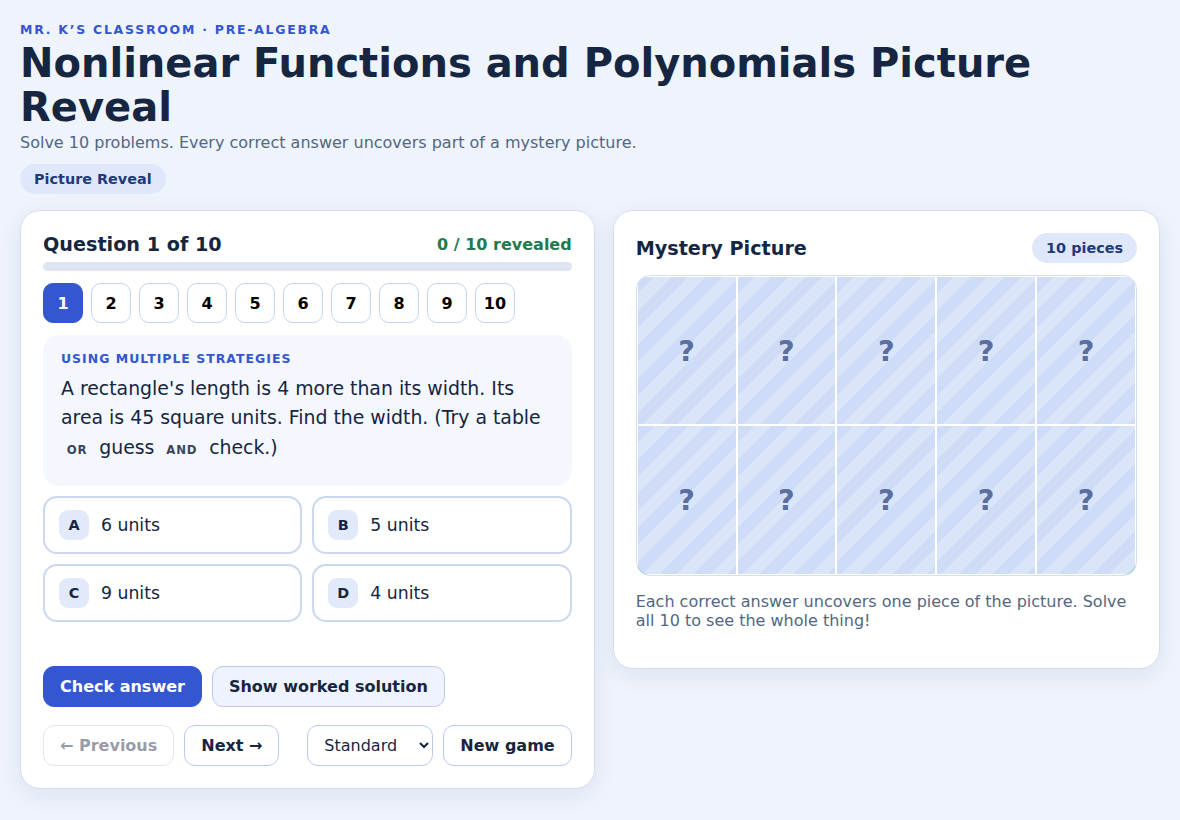 MR. K’S CLASSROOM · PRE-ALGEBRA
Nonlinear Functions and Polynomials Picture
Reveal
Solve 10 problems. Every correct answer uncovers part of a mystery picture.
Picture Reveal
Question 1 of 10
0 / 10 revealed
1 2 3 4 5 6 7 8 9 10
USING MULTIPLE STRATEGIES
A rectangle's length is 4 more than its width. Its
area is 45 square units. Find the width. (Try a table
OR guess AND check.)
A 6 units
B 5 units
C 9 units
D 4 units
Check answer
Show worked solution
← Previous
Next →
Standard
New game
Mystery Picture
10 pieces
? ? ? ? ?
? ? ? ? ?
Each correct answer uncovers one piece of the picture. Solve
all 10 to see the whole thing!